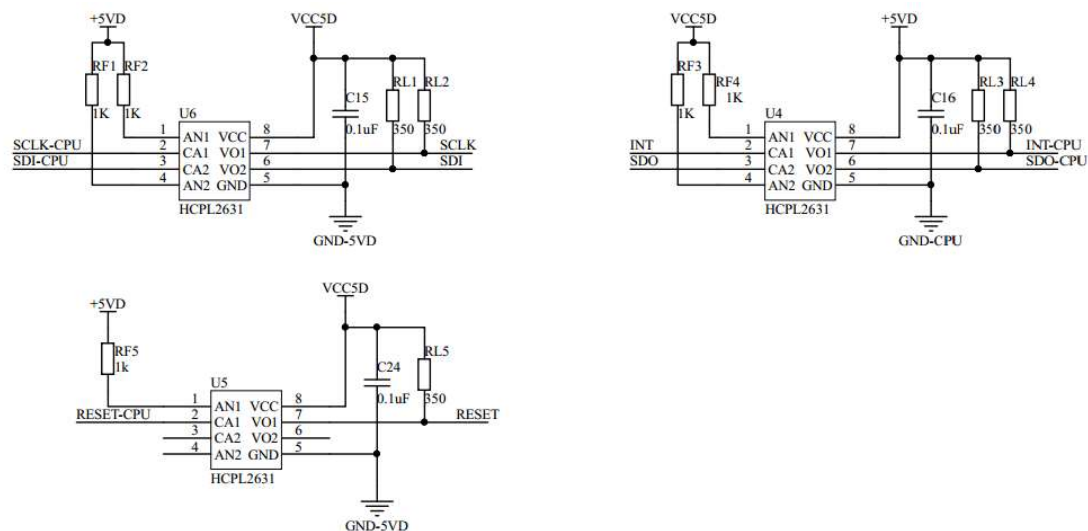 +5VD
VCC5D
RF1 RF2
1K 1K
C15
0.1uF
RL1 RL2
350 350
U6
1 AN1 VCC 8
SCLK-CPU 2 CA1 VO1 7 SCLK
SDI-CPU 3 CA2 VO2 6 SDI
4 AN2 GND 5
HCPL2631
GND-5VD
VCC5D
+5VD
RF3 RF4
1K 1K
C16
0.1uF
RL3 RL4
350 350
U4
1 AN1 VCC 8
INT 2 CA1 VO1 7 INT-CPU
SDO 3 CA2 VO2 6 SDO-CPU
4 AN2 GND 5
HCPL2631
GND-CPU
+5VD
VCC5D
RF5
1k
C24
0.1uF
RL5
350
U5
1 AN1 VCC 8
RESET-CPU 2 CA1 VO1 7 RESET
3 CA2 VO2 6
4 AN2 GND 5
HCPL2631
GND-5VD